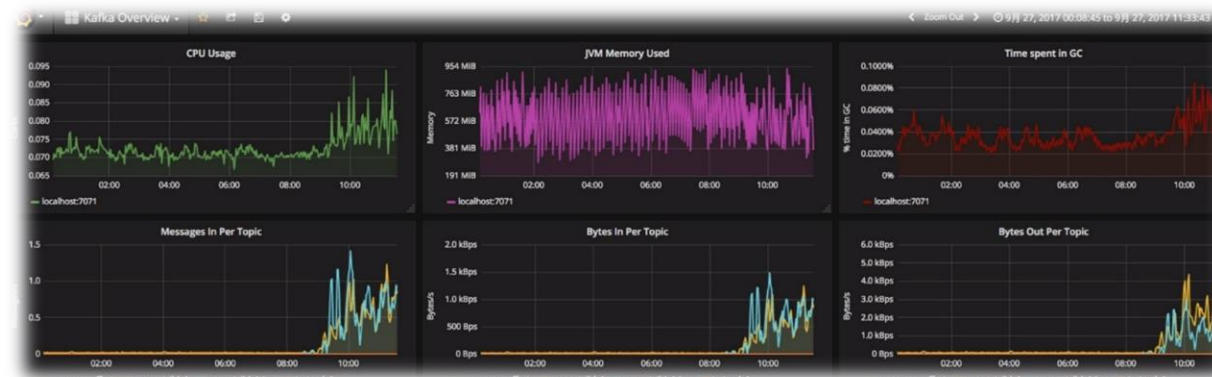 Kafka Overview
Zoom Out
9月 27, 2017 00:08:45 to 9月 27, 2017 11:33:43
CPU Usage
0.095
0.090
0.085
0.080
0.075
0.070
0.065
02:00 04:00 06:00 08:00 10:00
localhost:7071
JVM Memory Used
Memory
954 MiB
763 MiB
572 MiB
381 MiB
191 MiB
02:00 04:00 06:00 08:00 10:00
localhost:7071
Time spent in GC
% time in GC
0.1000%
0.0800%
0.0600%
0.0400%
0.0200%
0%
02:00 04:00 06:00 08:00 10:00
localhost:7071
Messages In Per Topic
1.5
1.0
0.5
0
02:00 04:00 06:00 08:00 10:00
Bytes In Per Topic
Bytes/s
2.0 kBps
1.5 kBps
1.0 kBps
500 Bps
0 Bps
02:00 04:00 06:00 08:00 10:00
Bytes Out Per Topic
Bytes/s
6.0 kBps
5.0 kBps
4.0 kBps
3.0 kBps
2.0 kBps
1.0 kBps
0 Bps
02:00 04:00 06:00 08:00 10:00